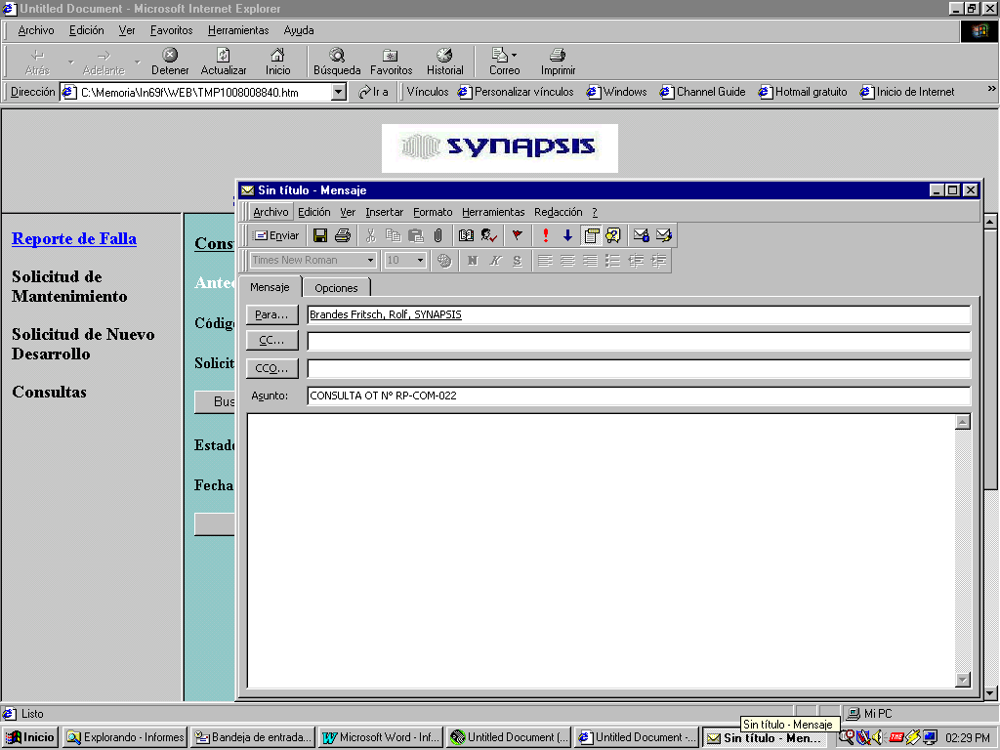 Untitled Document - Microsoft Internet Explorer
Archivo Edición Ver Favoritos Herramientas Ayuda
Atrás Adelante Detener Actualizar Inicio Búsqueda Favoritos Historial Correo Imprimir
Dirección C:\Memoria\In69f\WEB\TMP1008008840.htm Ir a Vínculos Personalizar vínculos Windows Channel Guide Hotmail gratuito Inicio de Internet »
SYNAPSIS
Reporte de Falla
Solicitud de
Mantenimiento
Solicitud de Nuevo
Desarrollo
Consultas
Cons
Antec
Código
Solicit
Bus
Estado
Fecha
Sin título - Mensaje
Archivo Edición Ver Insertar Formato Herramientas Redacción ?
Enviar
Times New Roman 10 N K S
Mensaje Opciones
Para... Brandes Fritsch, Rolf, SYNAPSIS
CC...
CCO...
Asunto: CONSULTA OT Nº RP-COM-022
Listo Mi PC
Sin título - Mensaje
Inicio Explorando - Informes Bandeja de entrada... Microsoft Word - Inf... Untitled Document (... Untitled Document -... Sin título - Men... 02:29 PM